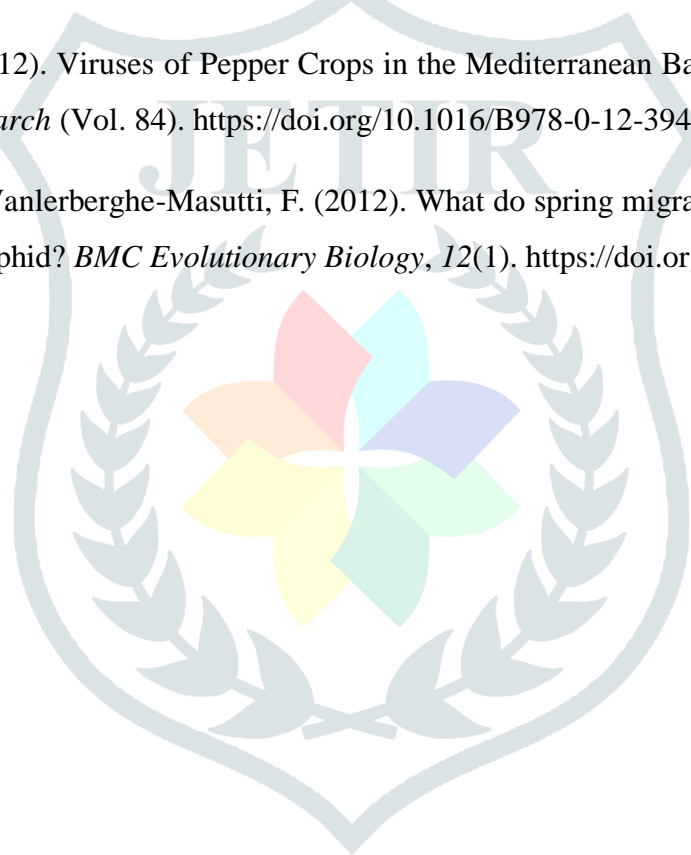 12). Viruses of Pepper Crops in the Mediterranean Ba
arch (Vol. 84). https://doi.org/10.1016/B978-0-12-394
JETIR
Vanlerberghe-Masutti, F. (2012). What do spring migra
phid? BMC Evolutionary Biology, 12(1). https://doi.org